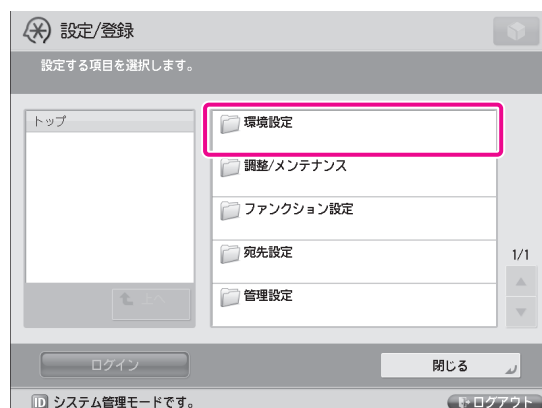 設定/登録
設定する項目を選択します。
トップ
環境設定
調整/メンテナンス
ファンクション設定
宛先設定
管理設定
1/1
上へ
ログイン
閉じる
ID システム管理モードです。
ログアウト